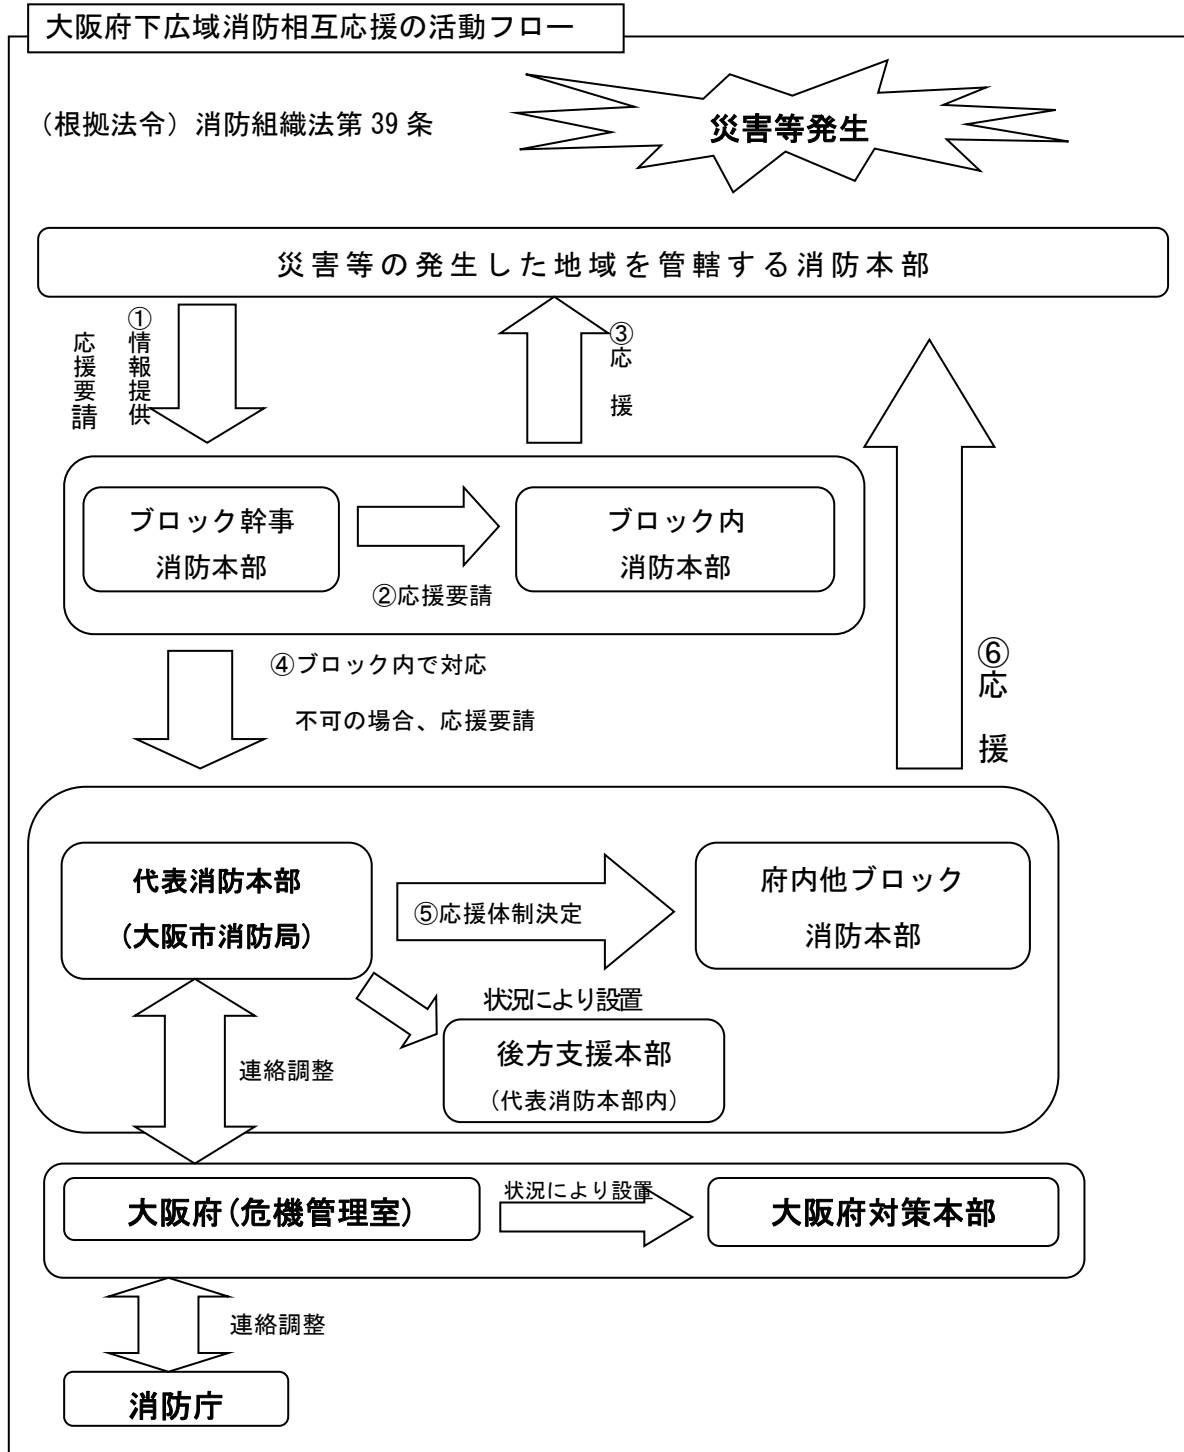 大阪府下広域消防相互応援の活動フロー
（根拠法令）消防組織法第 39 条
災害等発生
災害等の発生した地域を管轄する消防本部
①情報提供
応援要請
③応　援
ブロック幹事
消防本部
②応援要請
ブロック内
消防本部
④ブロック内で対応
不可の場合、応援要請
⑥応　援
代表消防本部
（大阪市消防局）
⑤応援体制決定
府内他ブロック
消防本部
状況により設置
後方支援本部
（代表消防本部内）
連絡調整
大阪府（危機管理室）
状況により設置
大阪府対策本部
連絡調整
消防庁